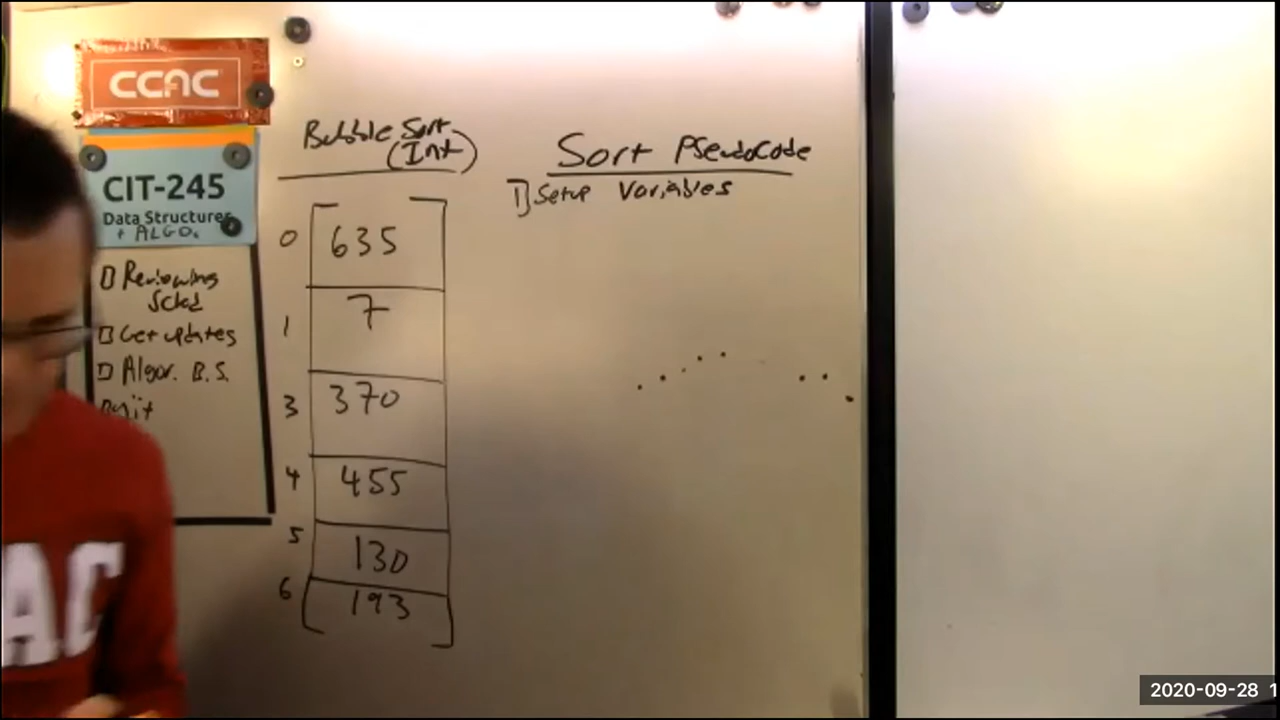 CCAC
CIT-245
Data Structures
+ ALGO.
Reviewing
Sched
Get updates
Algor. B.S.
Bubble Sort
(Int)
0 635
1 7
3 370
4 455
5 130
6 193
Sort PseudoCode
1] Setup Variables
AC
2020-09-28 1